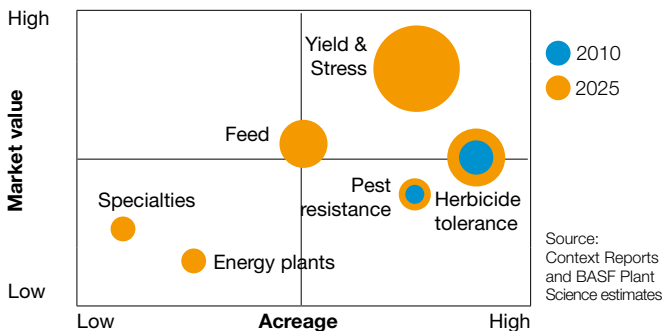 High
Yield &
Stress
2010
2025
Feed
Market value
Specialties
Pest
resistance
Herbicide
tolerance
Energy plants
Source:
Context Reports
and BASF Plant
Science estimates
Low
Low
Acreage
High